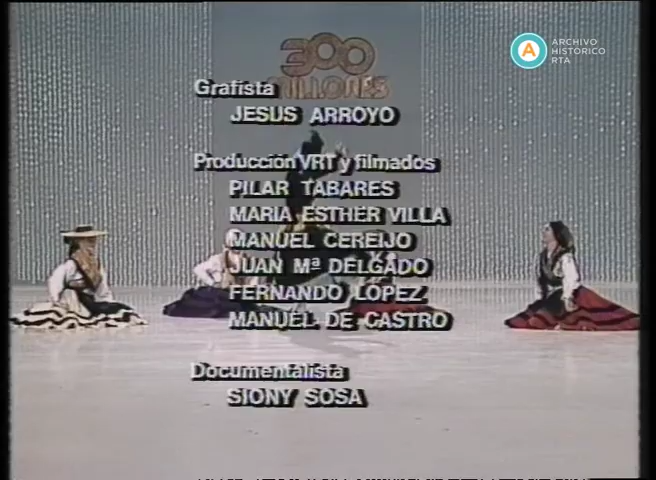 A
ARCHIVO
HISTÓRICO
RTA
300
MILLONES
Grafista
JESUS ARROYO
Producción VRT y filmados
PILAR TABARES
MARIA ESTHER VILLA
MANUEL CEREIJO
JUAN Mª DELGADO
FERNANDO LOPEZ
MANUEL DE CASTRO
Documentalista
SIONY SOSA